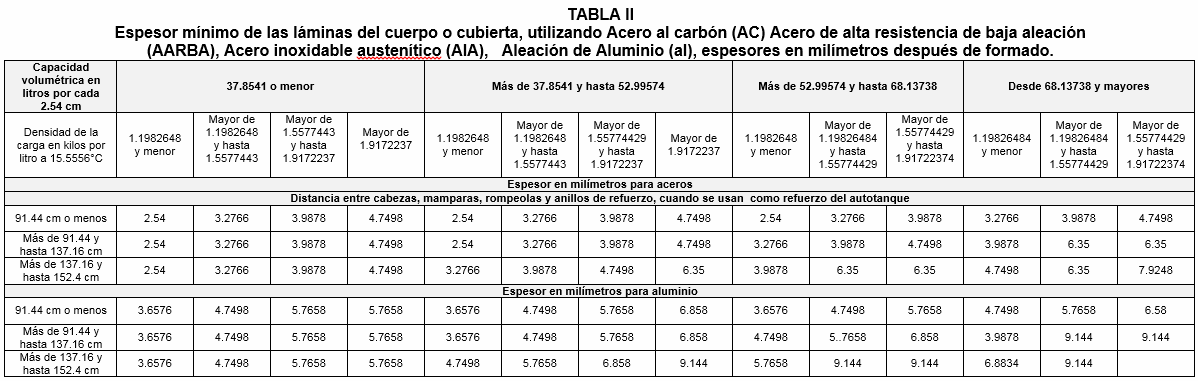 TABLA II
Espesor mínimo de las láminas del cuerpo o cubierta, utilizando Acero al carbón (AC) Acero de alta resistencia de baja aleación
(AARBA), Acero inoxidable austenítico (AIA), Aleación de Aluminio (al), espesores en milímetros después de formado.
Capacidad volumétrica en litros por cada 2.54 cm 37.8541 o menor Más de 37.8541 y hasta 52.99574 Más de 52.99574 y hasta 68.13738 Desde 68.13738 y mayores
Densidad de la carga en kilos por litro a 15.5556°C 1.1982648 y menor Mayor de 1.1982648 y hasta 1.5577443 Mayor de 1.5577443 y hasta 1.9172237 Mayor de 1.9172237 1.1982648 y menor Mayor de 1.1982648 y hasta 1.5577443 Mayor de 1.55774429 y hasta 1.9172237 Mayor de 1.9172237 1.1982648 y menor Mayor de 1.19826484 y hasta 1.55774429 Mayor de 1.55774429 y hasta 1.91722374 1.19826484 y menor Mayor de 1.19826484 y hasta 1.55774429 Mayor de 1.55774429 y hasta 1.91722374
Espesor en milímetros para aceros
Distancia entre cabezas, mamparas, rompeolas y anillos de refuerzo, cuando se usan como refuerzo del autotanque
91.44 cm o menos 2.54 3.2766 3.9878 4.7498 2.54 3.2766 3.9878 4.7498 2.54 3.2766 3.9878 3.2766 3.9878 4.7498
Más de 91.44 y hasta 137.16 cm 2.54 3.2766 3.9878 4.7498 2.54 3.2766 3.9878 4.7498 3.2766 3.9878 4.7498 3.9878 6.35 6.35
Más de 137.16 y hasta 152.4 cm 2.54 3.2766 3.9878 4.7498 3.2766 3.9878 4.7498 6.35 3.9878 6.35 6.35 4.7498 6.35 7.9248
Espesor en milímetros para aluminio
91.44 cm o menos 3.6576 4.7498 5.7658 5.7658 3.6576 4.7498 5.7658 6.858 3.6576 4.7498 5.7658 4.7498 5.7658 6.58
Más de 91.44 y hasta 137.16 cm 3.6576 4.7498 5.7658 5.7658 3.6576 4.7498 5.7658 6.858 4.7498 5..7658 6.858 3.9878 9.144 9.144
Más de 137.16 y hasta 152.4 cm 3.6576 4.7498 5.7658 5.7658 4.7498 5.7658 6.858 9.144 5.7658 9.144 9.144 6.8834 9.144